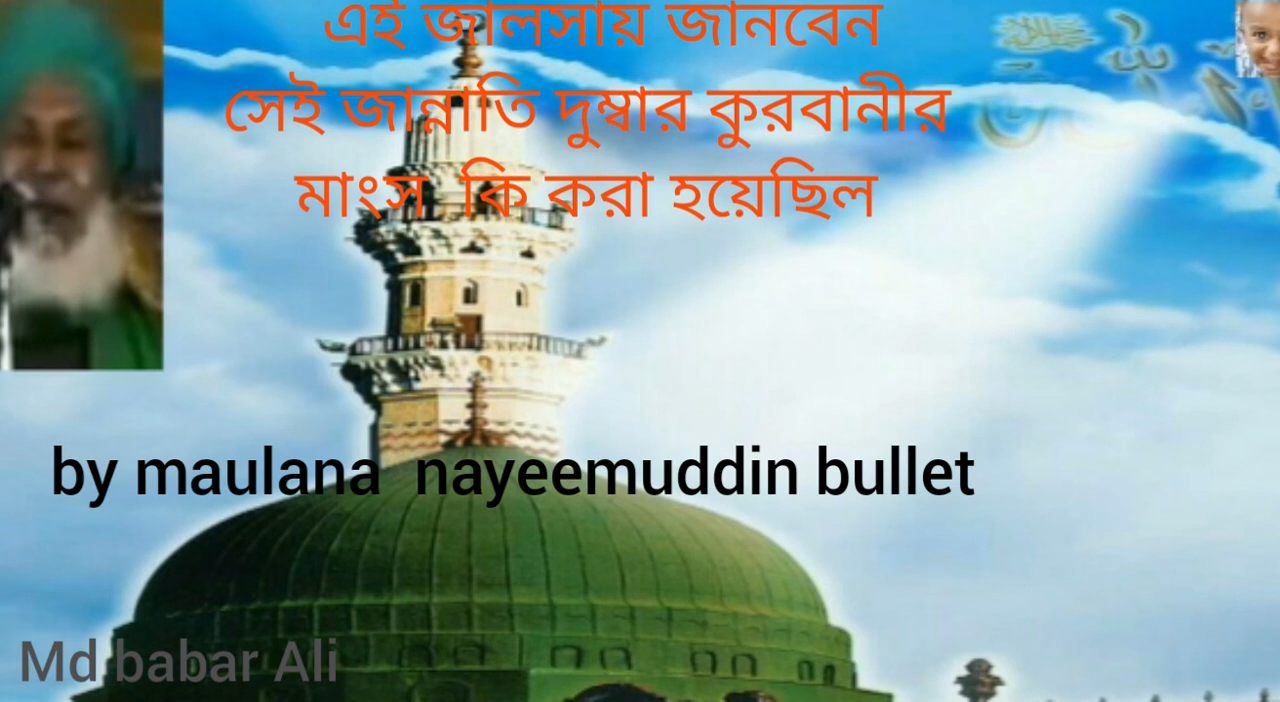 এই জালসায় জানবেন
সেই জান্নাতি দুম্বার কুরবানীর
মাংস কি করা হয়েছিল
by maulana nayeemuddin bullet
Md babar Ali